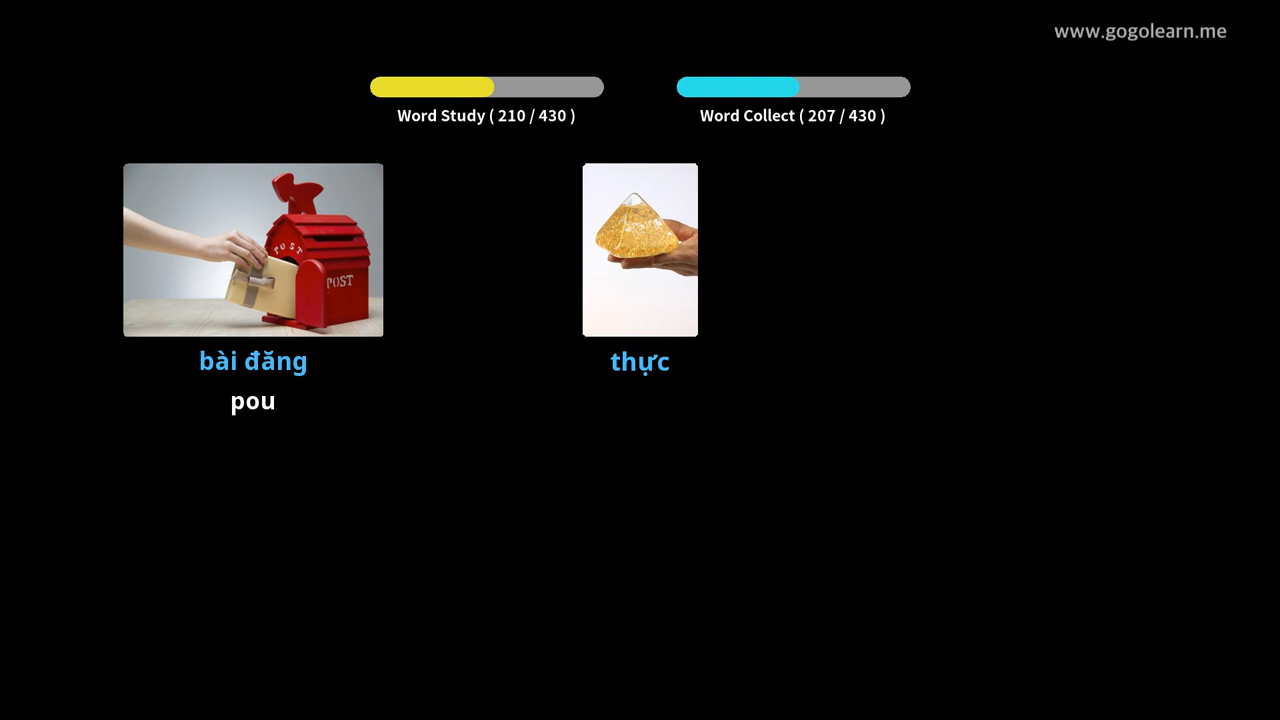 www.gogolearn.me
Word Study ( 210 / 430 )
Word Collect ( 207 / 430 )
POST
POST
bài đăng
thực
pou